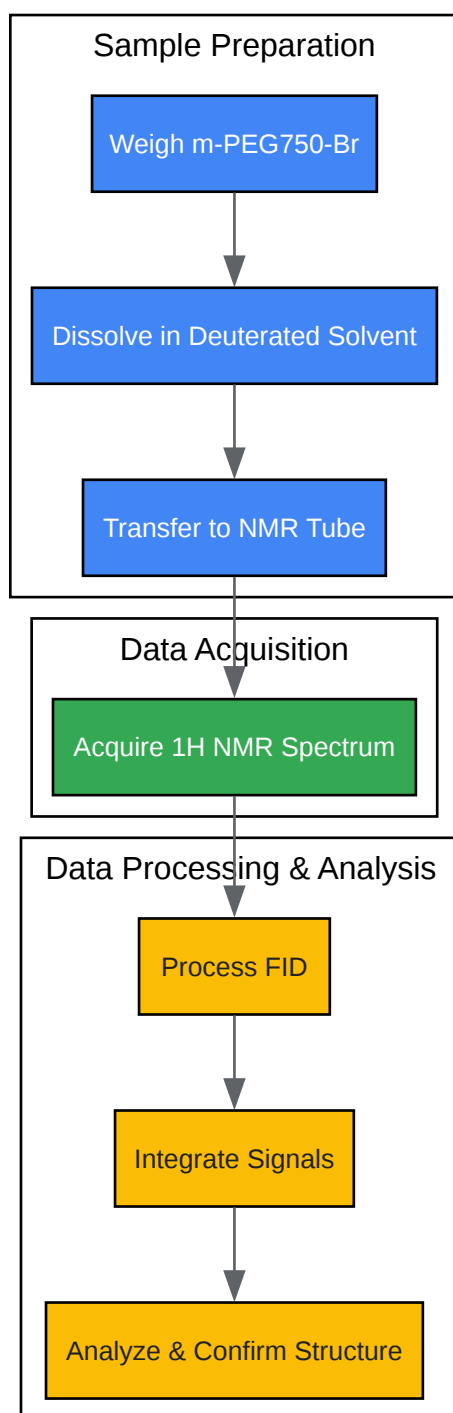 Sample Preparation
Weigh m-PEG750-Br
Dissolve in Deuterated Solvent
Transfer to NMR Tube
Data Acquisition
Acquire 1H NMR Spectrum
Data Processing & Analysis
Process FID
Integrate Signals
Analyze & Confirm Structure